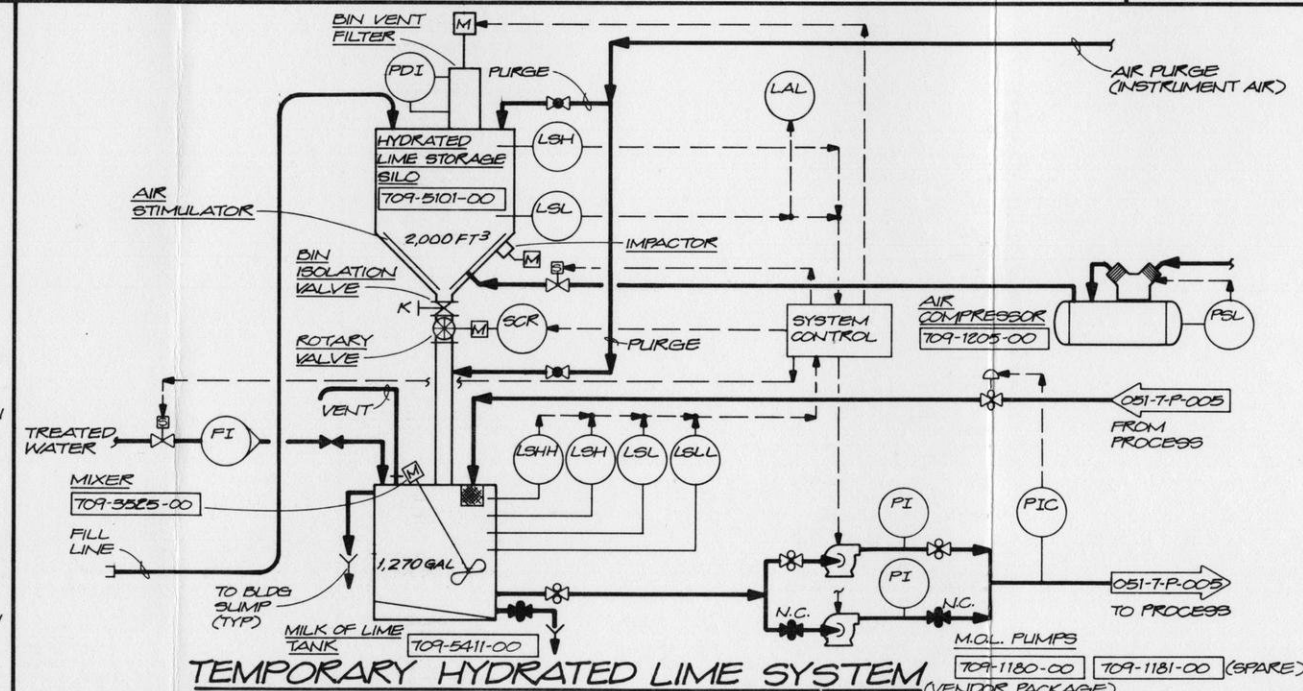 BIN VENT
FILTER
M
PDI
PURGE
AIR PURGE
(INSTRUMENT AIR)
LAL
LSH
HYDRATED
LIME STORAGE
SILO
709-5101-00
AIR
STIMULATOR
LSL
2,000 FT³
IMPACTOR
M
BIN
ISOLATION
VALVE
S
K
M
SCR
SYSTEM
CONTROL
AIR
COMPRESSOR
709-1205-00
PSL
ROTARY
VALVE
PURGE
VENT
S
TREATED
WATER
FI
051-7-P-005
FROM
PROCESS
LSHH
LSH
LSL
LSLL
MIXER
709-3525-00
M
PI
PIC
FILL
LINE
1,270 GAL
PI
051-7-P-005
TO PROCESS
TO BLDG
SUMP
(TYP)
N.C.
N.C.
MILK OF LIME
TANK
709-5411-00
M.O.L. PUMPS
709-1180-00
709-1181-00
(SPARE)
TEMPORARY HYDRATED LIME SYSTEM
(VENDOR PACKAGE)